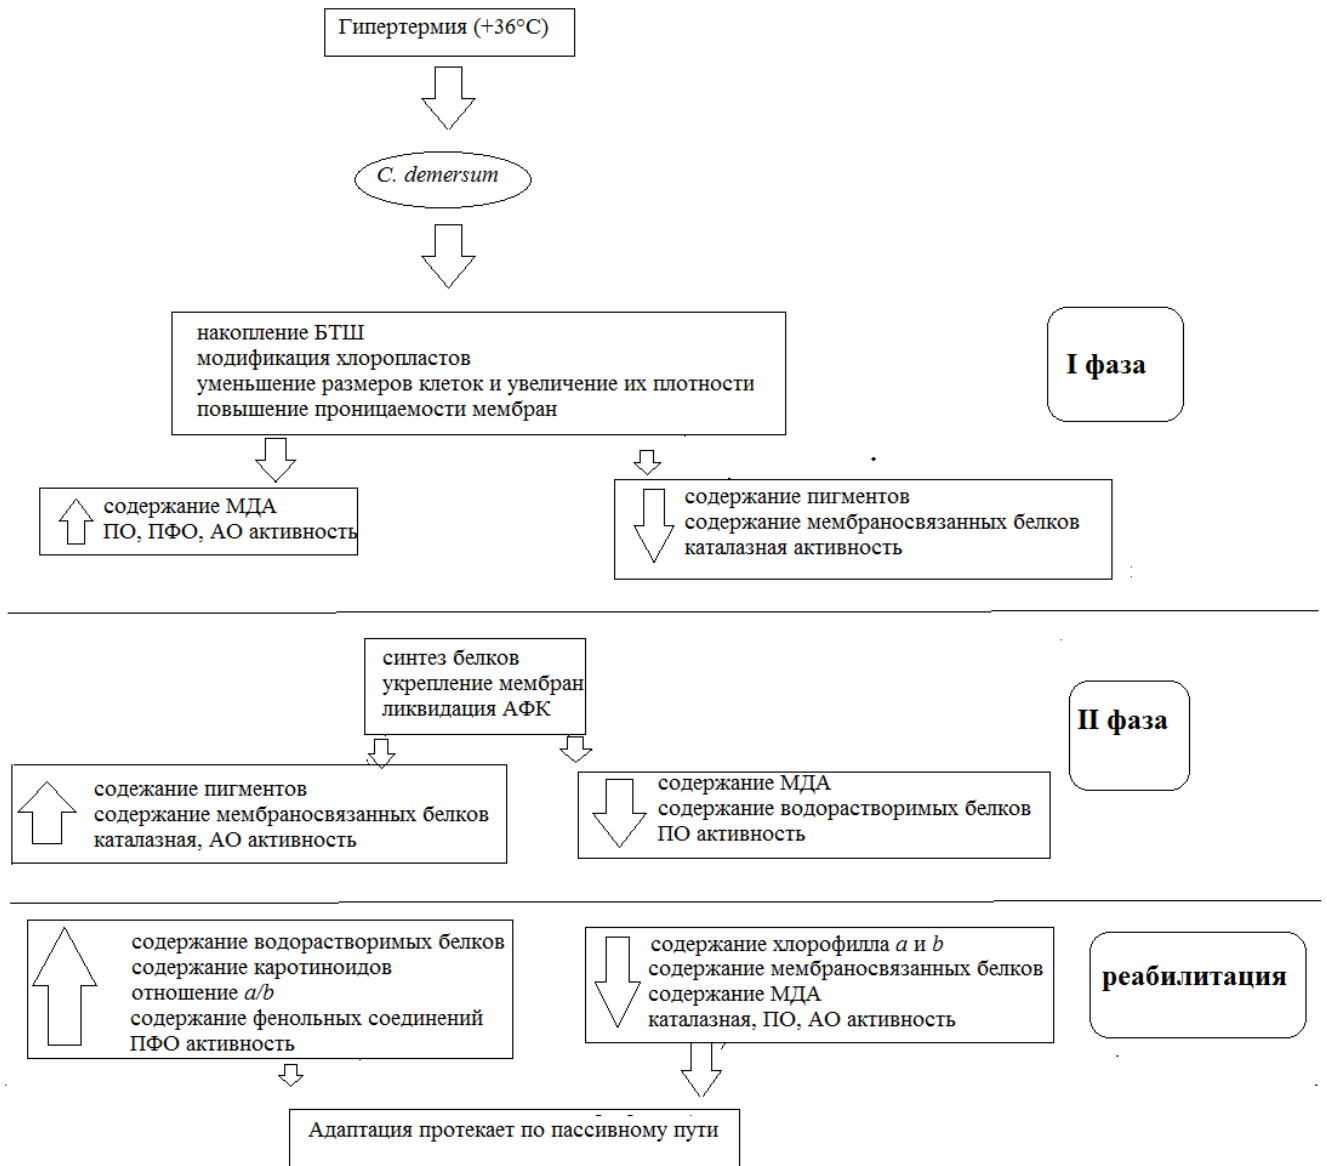 Гипертермия (+36°C)
C. demersum
накопление БТШ
модификация хлоропластов
уменьшение размеров клеток и увеличение их плотности
повышение проницаемости мембран
I фаза
содержание МДА
ПО, ПФО, АО активность
содержание пигментов
содержание мембраносвязанных белков
каталазная активность
синтез белков
укрепление мембран
ликвидация АФК
II фаза
содежание пигментов
содержание мембраносвязанных белков
каталазная, АО активность
содержание МДА
содержание водорастворимых белков
ПО активность
содержание водорастворимых белков
содержание каротиноидов
отношение a/b
содержание фенольных соединений
ПФО активность
содержание хлорофилла a и b
содержание мембраносвязанных белков
содержание МДА
каталазная, ПО, АО активность
реабилитация
Адаптация протекает по пассивному пути